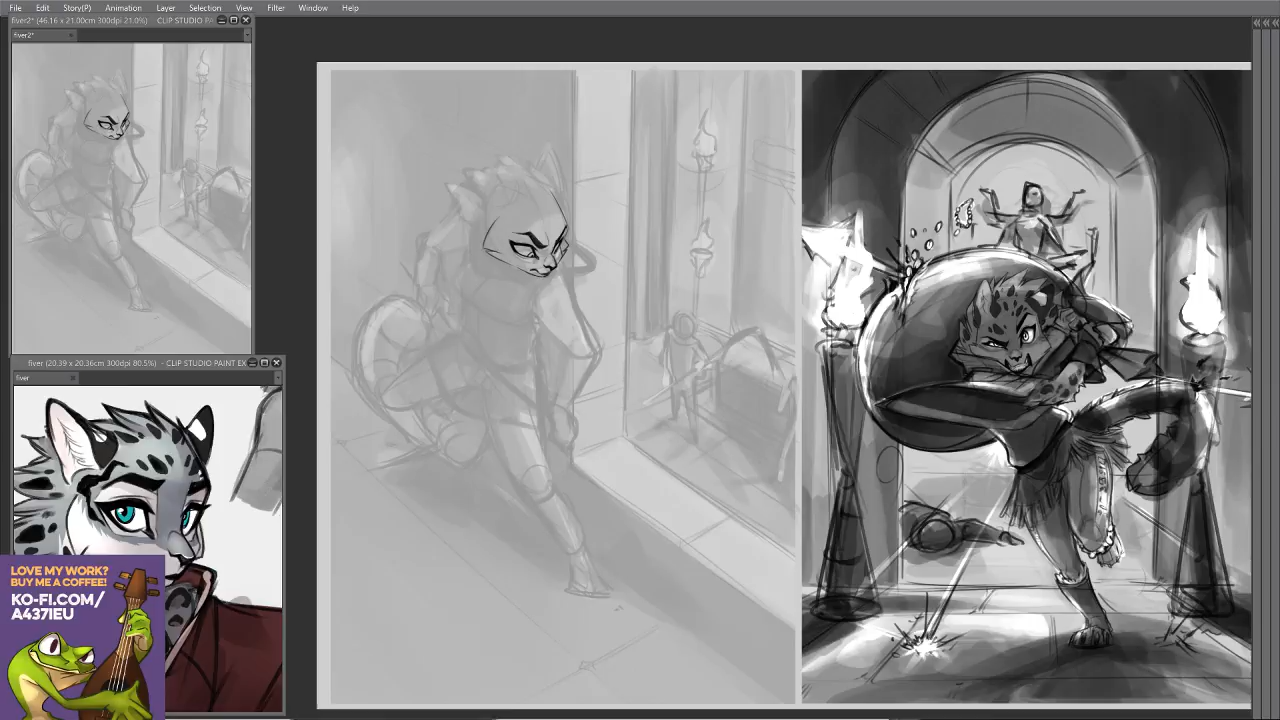 File Edit Story(P) Animation Layer Selection View Filter Window Help
fiver2* (46.16 x 21.00cm 300dpi 21.0%) - CLIP STUDIO PA
fiver2*
fiver (20.39 x 20.36cm 300dpi 80.5%) - CLIP STUDIO PAINT EX
fiver
LOVE MY WORK?
BUY ME A COFFEE!
KO-FI.COM/
A437IEU